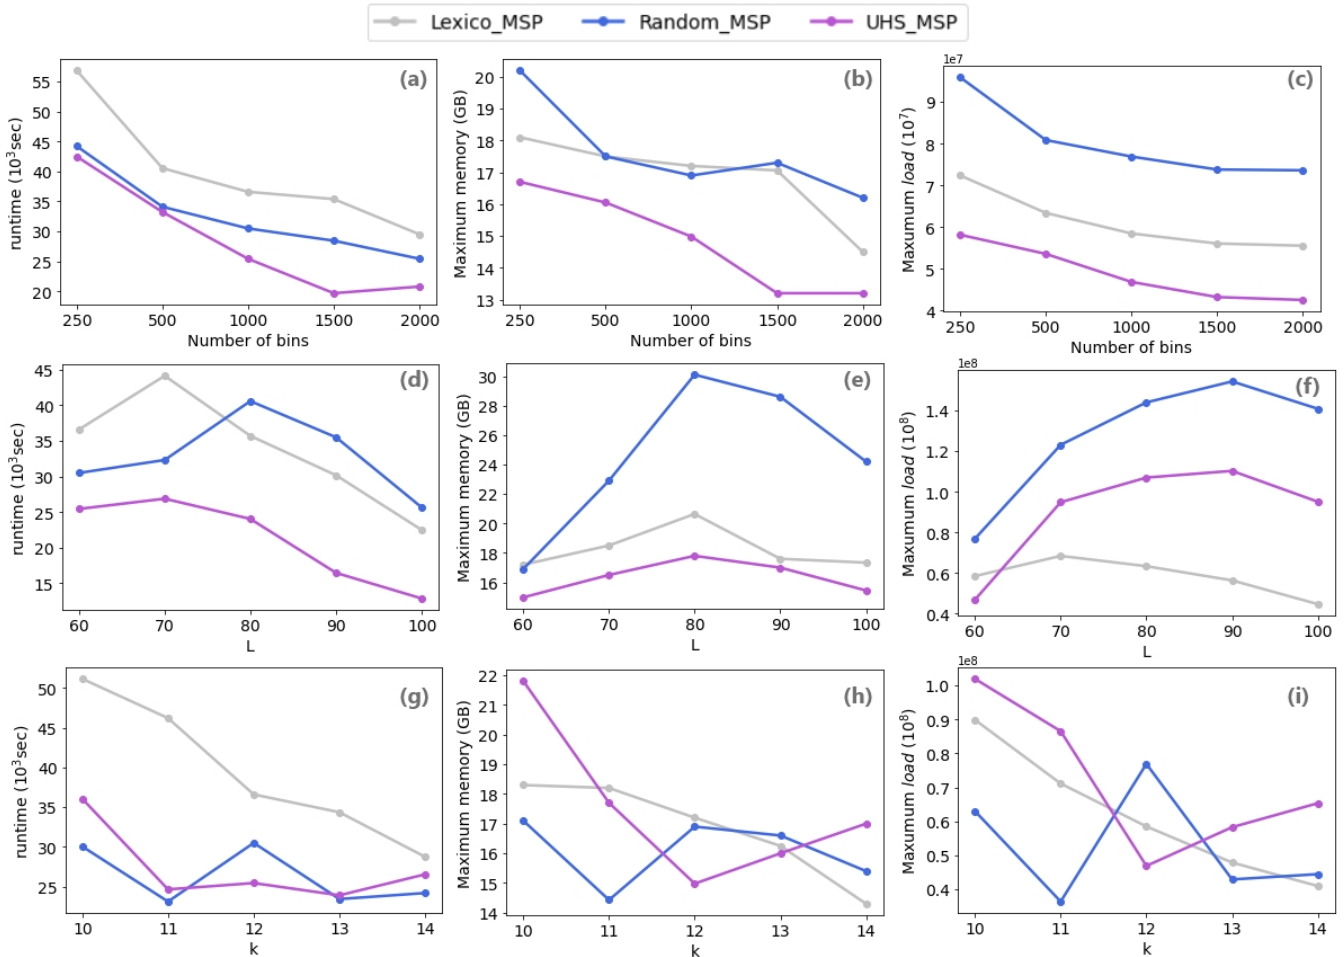 Lexico_MSP Random_MSP UHS_MSP
(a)
runtime (10³sec)
55
50
45
40
35
30
25
20
250 500 1000 1500 2000
Number of bins
(b)
Maximum memory (GB)
20
19
18
17
16
15
14
13
250 500 1000 1500 2000
Number of bins
1e7
(c)
Maxumum load (10⁷)
9
8
7
6
5
4
250 500 1000 1500 2000
Number of bins
(d)
runtime (10³sec)
45
40
35
30
25
20
15
60 70 80 90 100
L
(e)
Maximum memory (GB)
30
28
26
24
22
20
18
16
60 70 80 90 100
L
1e8
(f)
Maxumum load (10⁸)
1.4
1.2
1.0
0.8
0.6
0.4
60 70 80 90 100
L
(g)
runtime (10³sec)
50
45
40
35
30
25
10 11 12 13 14
k
(h)
Maximum memory (GB)
22
21
20
19
18
17
16
15
14
10 11 12 13 14
k
1e8
(i)
Maxumum load (10⁸)
1.0
0.9
0.8
0.7
0.6
0.5
0.4
10 11 12 13 14
k